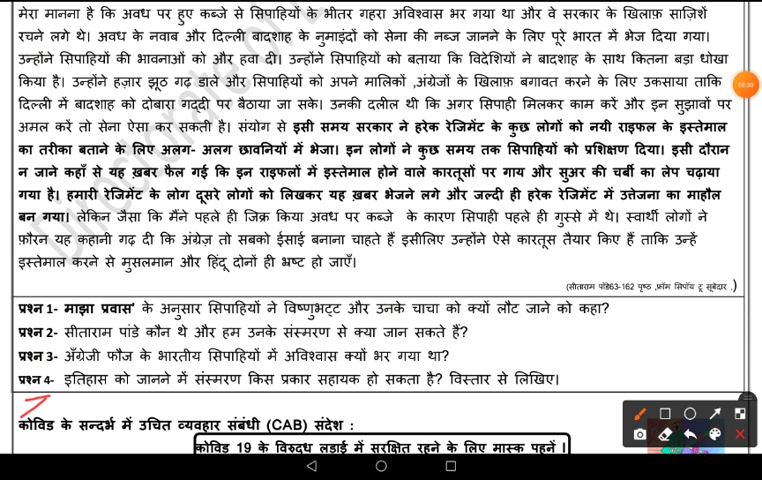 मेरा मानना है कि अवध पर हुए कब्जे से सिपाहियों के भीतर गहरा अविश्वास भर गया था और वे सरकार के खिलाफ़ साज़िशें
रचने लगे थे। अवध के नवाब और दिल्ली बादशाह के नुमाइंदों को सेना की नब्ज जानने के लिए पूरे भारत में भेज दिया गया।
उन्होंने सिपाहियों की भावनाओं को और हवा दी। उन्होंने सिपाहियों को बताया कि विदेशियों ने बादशाह के साथ कितना बड़ा धोखा
किया है। उन्होंने हज़ार झूठ गढ़ डाले और सिपाहियों को अपने मालिकों ,अंग्रेजों के खिलाफ़ बगावत करने के लिए उकसाया ताकि
दिल्ली में बादशाह को दोबारा गद्दी पर बैठाया जा सके। उनकी दलील थी कि अगर सिपाही मिलकर काम करें और इन सुझावों पर
अमल करें तो सेना ऐसा कर सकती है। संयोग से इसी समय सरकार ने हरेक रेजिमेंट के कुछ लोगों को नयी राइफल के इस्तेमाल
का तरीका बताने के लिए अलग- अलग छावनियों में भेजा। इन लोगों ने कुछ समय तक सिपाहियों को प्रशिक्षण दिया। इसी दौरान
न जाने कहाँ से यह ख़बर फैल गई कि इन राइफलों में इस्तेमाल होने वाले कारतूसों पर गाय और सुअर की चर्बी का लेप चढ़ाया
गया है। हमारी रेजिमेंट के लोग दूसरे लोगों को लिखकर यह ख़बर भेजने लगे और जल्दी ही हरेक रेजिमेंट में उत्तेजना का माहौल
बन गया। लेकिन जैसा कि मैंने पहले ही जिक्र किया अवध पर कब्जे के कारण सिपाही पहले ही गुस्से में थे। स्वार्थी लोगों ने
फ़ौरन यह कहानी गढ़ दी कि अंग्रेज़ तो सबको ईसाई बनाना चाहते हैं इसीलिए उन्होंने ऐसे कारतूस तैयार किए हैं ताकि उन्हें
इस्तेमाल करने से मुसलमान और हिंदू दोनों ही भ्रष्ट हो जाएँ।
(सीताराम पांडे63-162 पृष्ठ ,फ्रॉम सिपॉय टू सूबेदार ,)
प्रश्न 1- माझा प्रवास' के अनुसार सिपाहियों ने विष्णुभट्ट और उनके चाचा को क्यों लौट जाने को कहा?
प्रश्न 2- सीताराम पांडे कौन थे और हम उनके संस्मरण से क्या जान सकते हैं?
प्रश्न 3- अँग्रेजी फौज के भारतीय सिपाहियों में अविश्वास क्यों भर गया था?
प्रश्न 4- इतिहास को जानने में संस्मरण किस प्रकार सहायक हो सकता है? विस्तार से लिखिए।
कोविड के सन्दर्भ में उचित व्यवहार संबंधी (CAB) संदेश :
कोविड 19 के विरुद्ध लडाई में सुरक्षित रहने के लिए मास्क पहनें ।